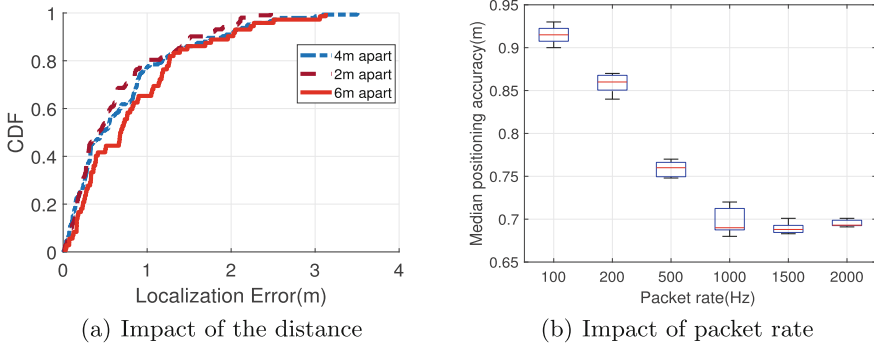 1
0.8
0.6
0.4
0.2
0
CDF
4m apart
2m apart
6m apart
0 1 2 3 4
Localization Error(m)
(a) Impact of the distance
0.95
0.9
0.85
0.8
0.75
0.7
0.65
Median positioning accuracy(m)
100 200 500 1000 1500 2000
Packet rate(Hz)
(b) Impact of packet rate